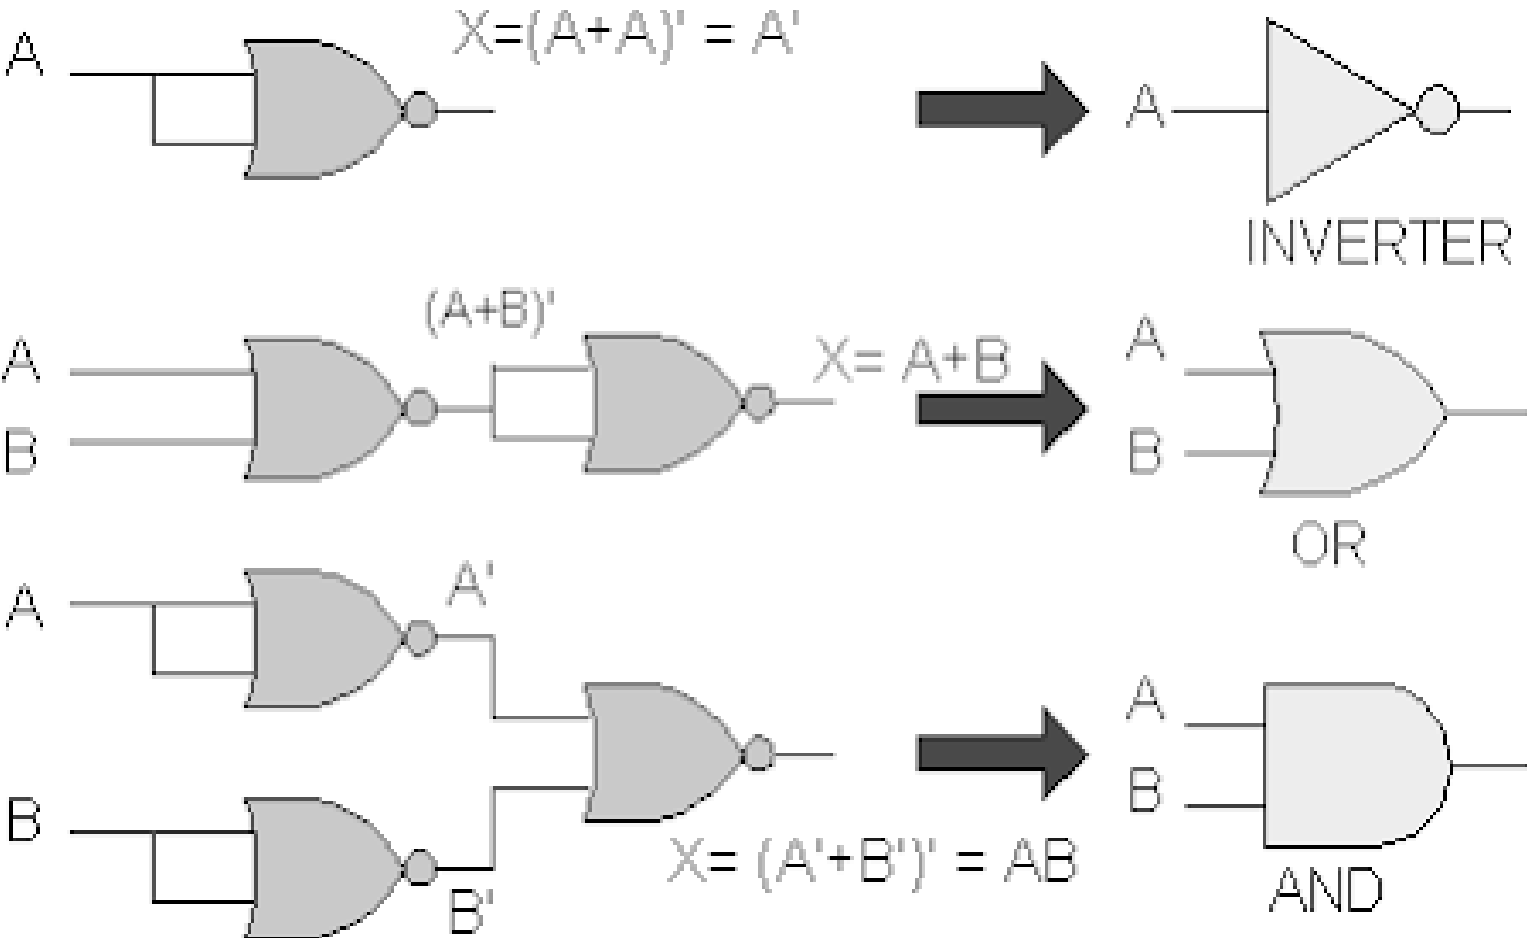 A
X=(A+A)' = A'
A
INVERTER
A
B
(A+B)'
X= A+B
A
B
OR
A
A'
B
B'
X= (A'+B')' = AB
A
B
AND